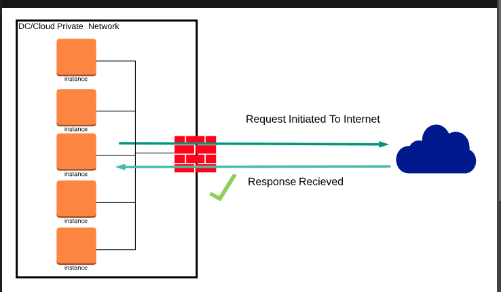 DC/Cloud Private Network
instance
instance
instance
instance
instance
Request Initiated To Internet
Response Recieved